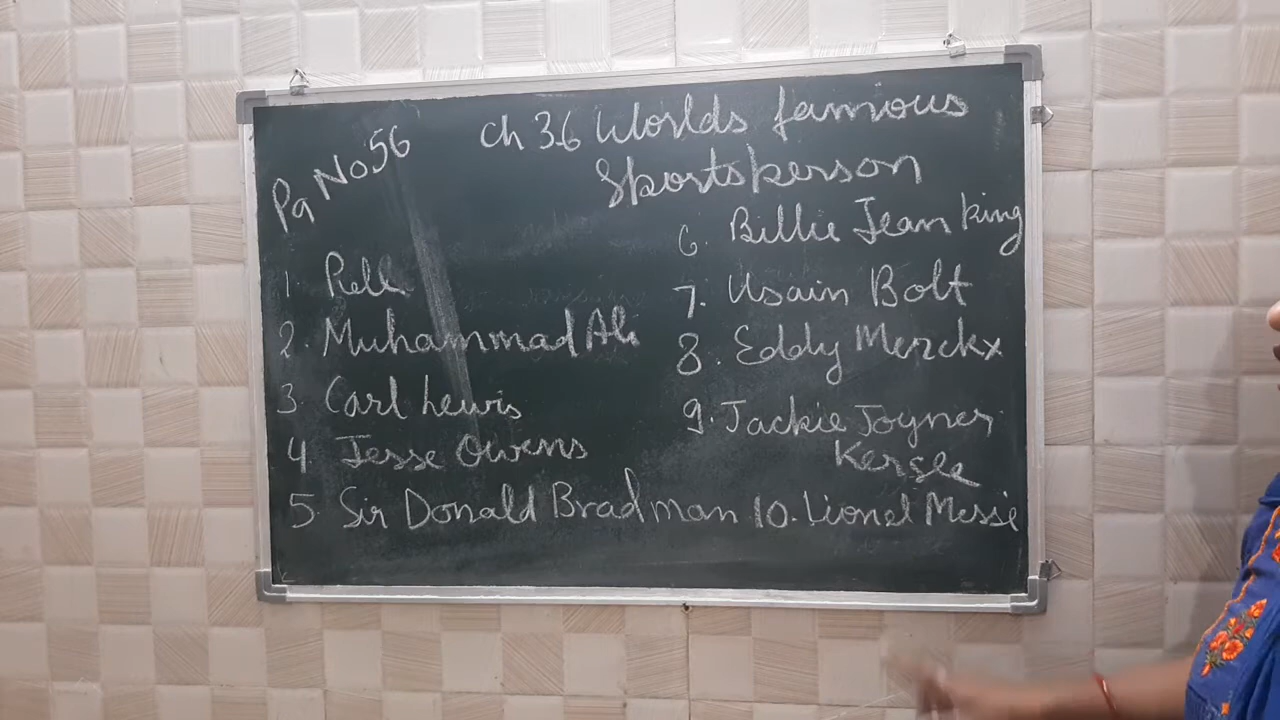 Pg No 56
Ch 36 Worlds famous
Sportsperson
1. Pele
2. Muhammad Ali
3 Carl Lewis
4. Jesse Owens
5 Sir Donald Bradman
6. Billie Jean King
7. Usain Bolt
8. Eddy Merckx
9. Jackie Joyner
Kersee
10. Lionel Messi